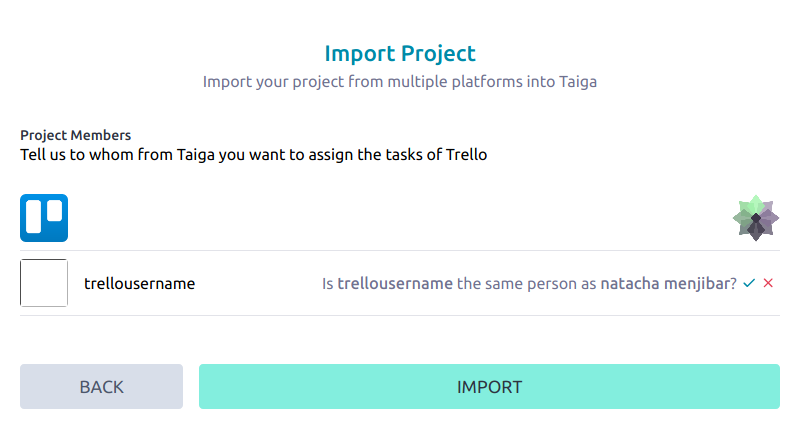 Import Project
Import your project from multiple platforms into Taiga
Project Members
Tell us to whom from Taiga you want to assign the tasks of Trello
trellousername
Is trellousername the same person as natacha menjibar?
BACK
IMPORT